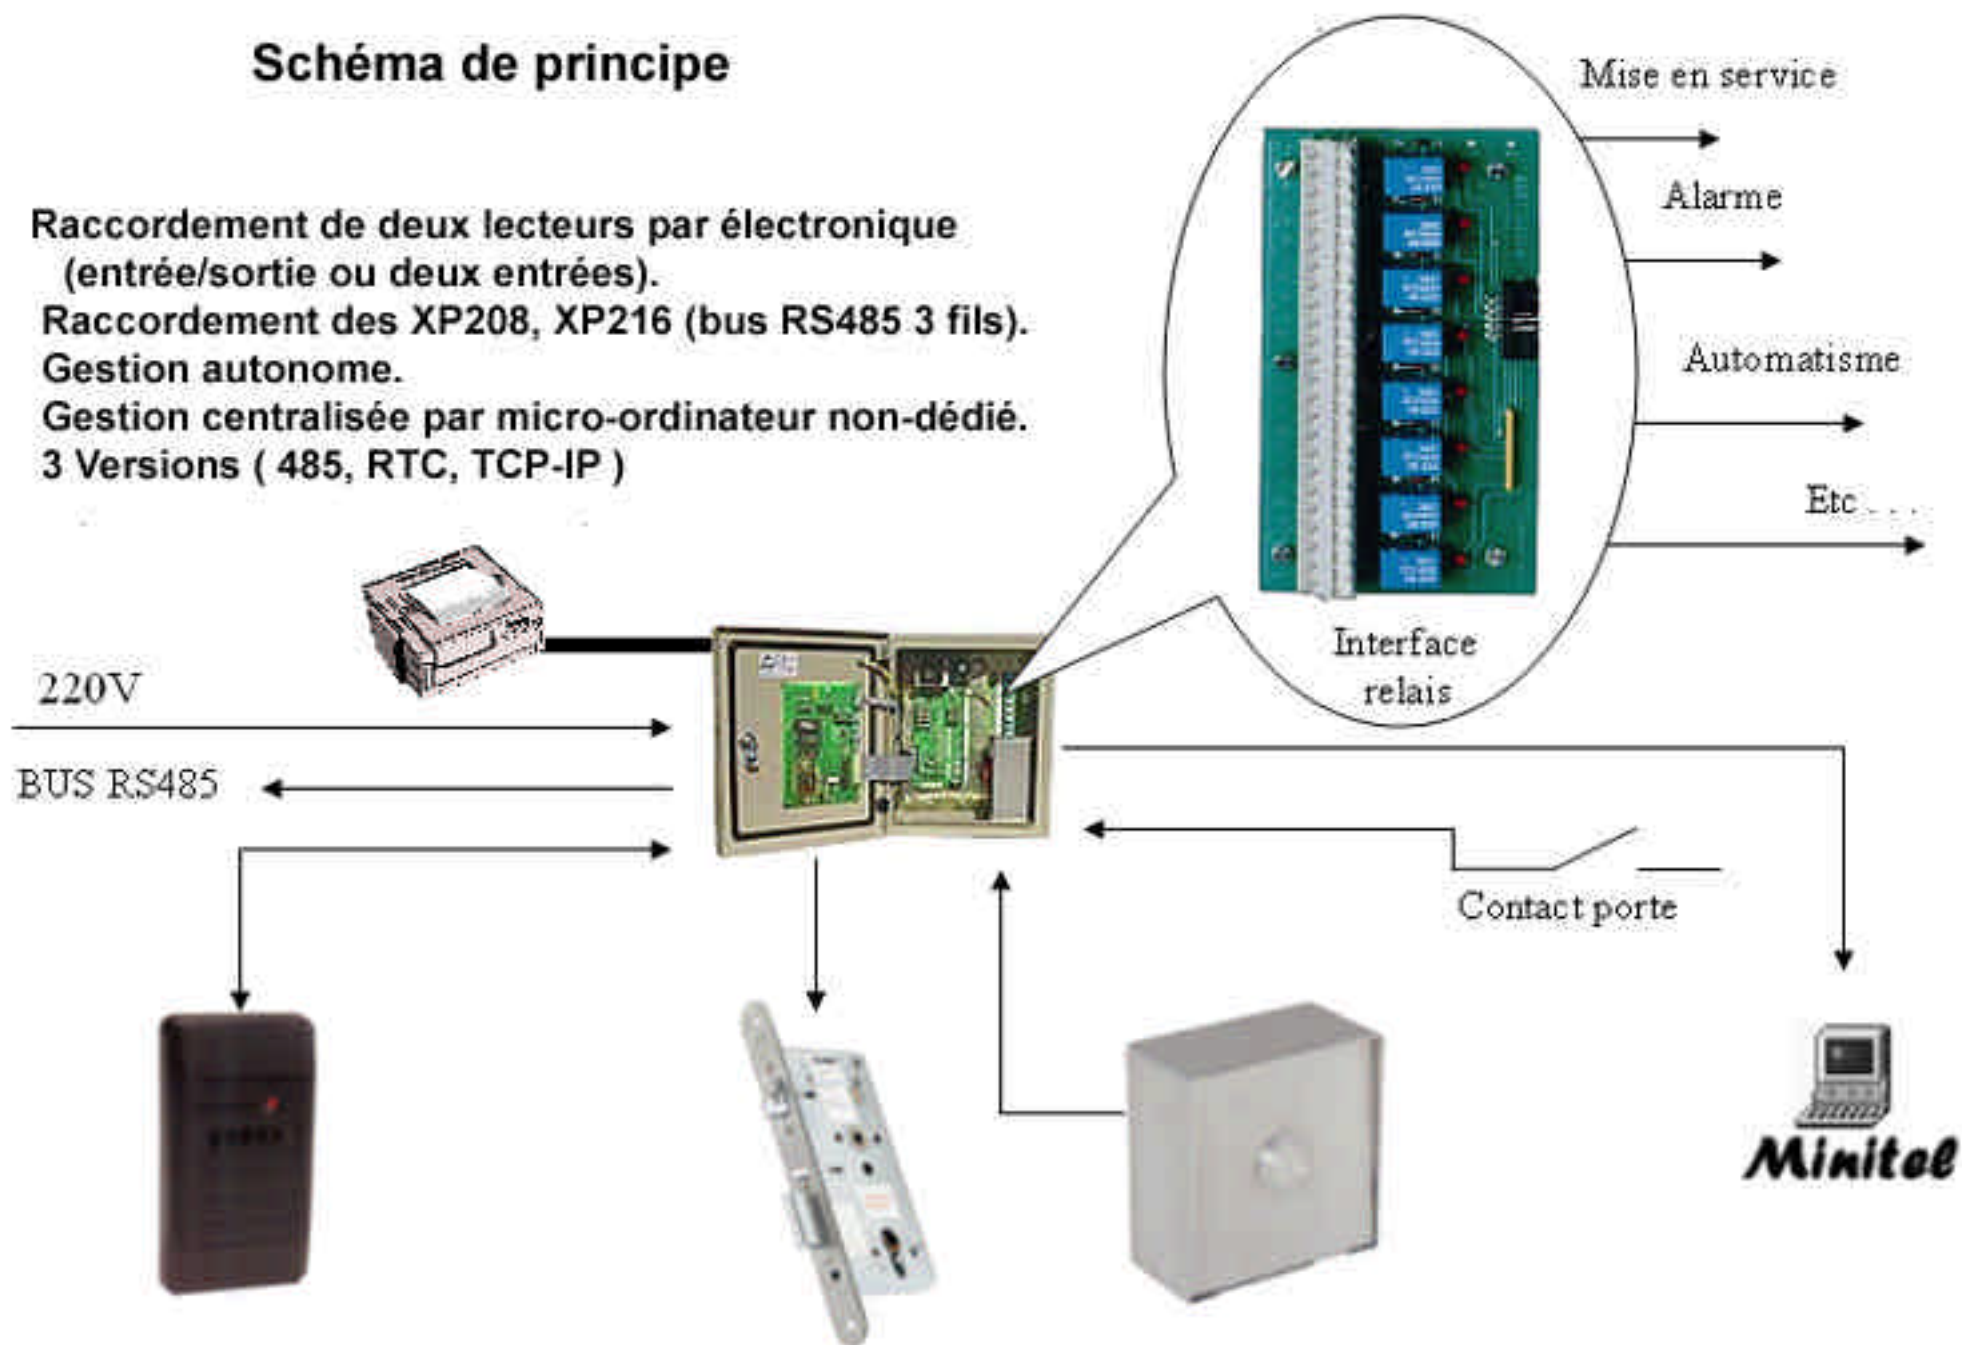 Schéma de principe
Raccordement de deux lecteurs par électronique
(entrée/sortie ou deux entrées).
Raccordement des XP208, XP216 (bus RS485 3 fils).
Gestion autonome.
Gestion centralisée par micro-ordinateur non-dédié.
3 Versions ( 485, RTC, TCP-IP )
Mise en service
Alarme
Automatisme
Etc . . .
Interface
relais
220V
BUS RS485
Contact porte
Minitel